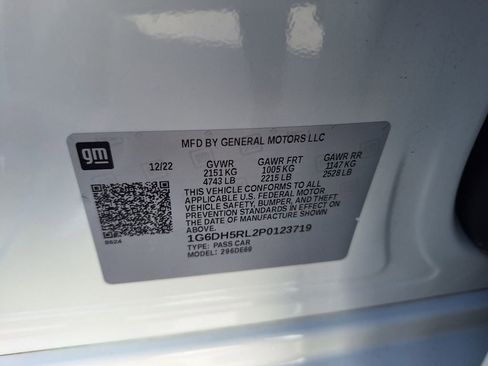 gm
MFD BY GENERAL MOTORS LLC
12/22 GVWR GAWR FRT GAWR RR
2151 KG 1005 KG 1147 KG
4743 LB 2215 LB 2528 LB
THIS VEHICLE CONFORMS TO ALL
APPLICABLE U.S. FEDERAL MOTOR
VEHICLE SAFETY, BUMPER, AND THEFT
PREVENTION STANDARDS IN EFFECT ON
THE DATE OF MANUFACTURE SHOWN
ABOVE.
1G6DH5RL2P0123719
TYPE: PASS CAR
MODEL: 296DE69
9624